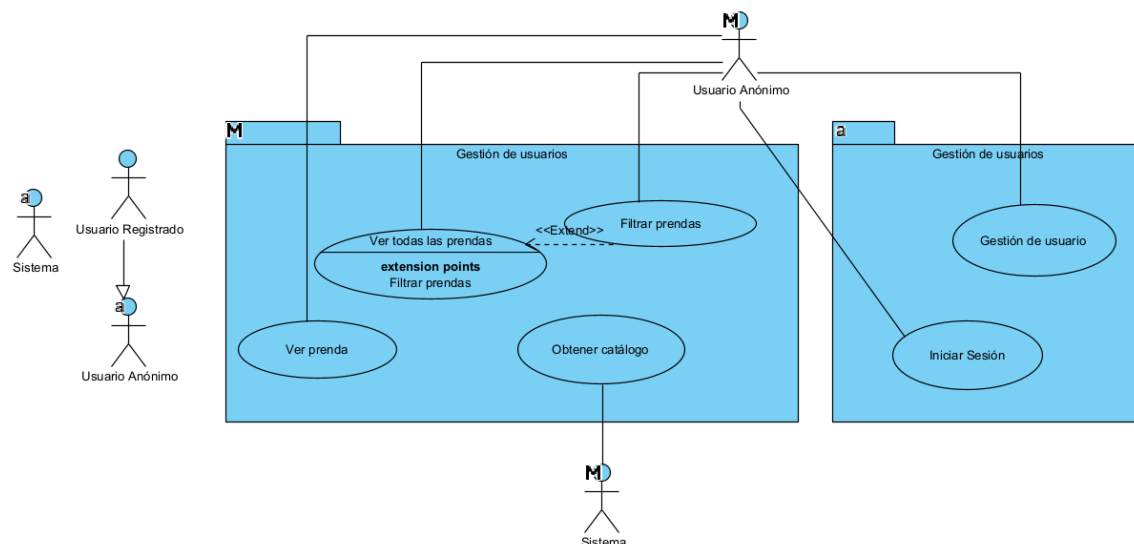 M
Usuario Anónimo
M
Gestión de usuarios
a
Gestión de usuarios
Usuario Registrado
a
Sistema
a
Usuario Anónimo
Filtrar prendas
<<Extend>>
Ver todas las prendas
extension points
Filtrar prendas
Gestión de usuario
Ver prenda
Obtener catálogo
Iniciar Sesión
M
Sistema